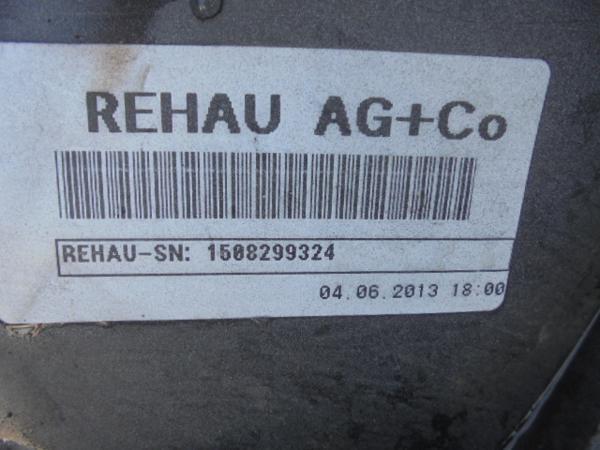 REHAU AG+Co
REHAU-SN: 1508299324
04.06.2013 18:00